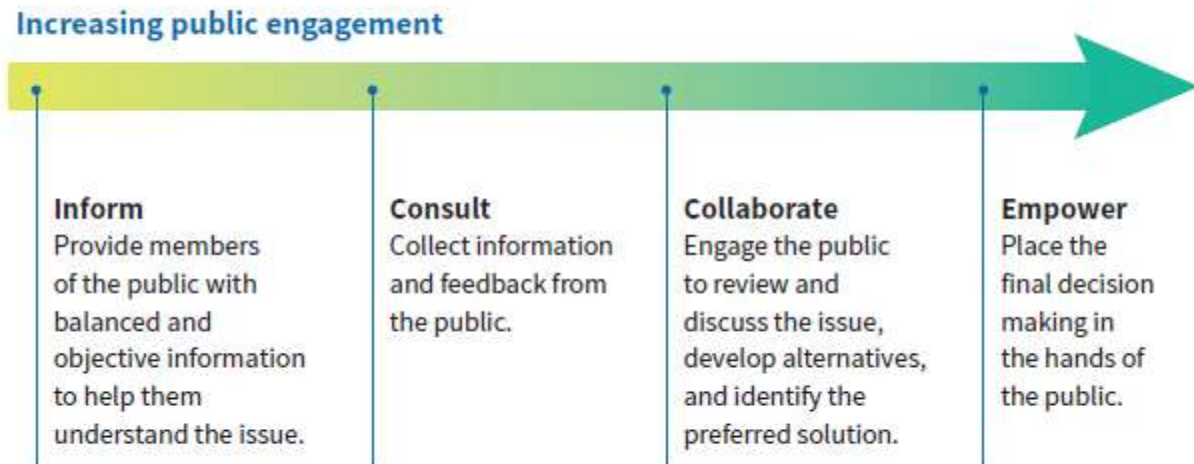 Increasing public engagement
Inform
Provide members
of the public with
balanced and
objective information
to help them
understand the issue.
Consult
Collect information
and feedback from
the public.
Collaborate
Engage the public
to review and
discuss the issue,
develop alternatives,
and identify the
preferred solution.
Empower
Place the
final decision
making in
the hands of
the public.